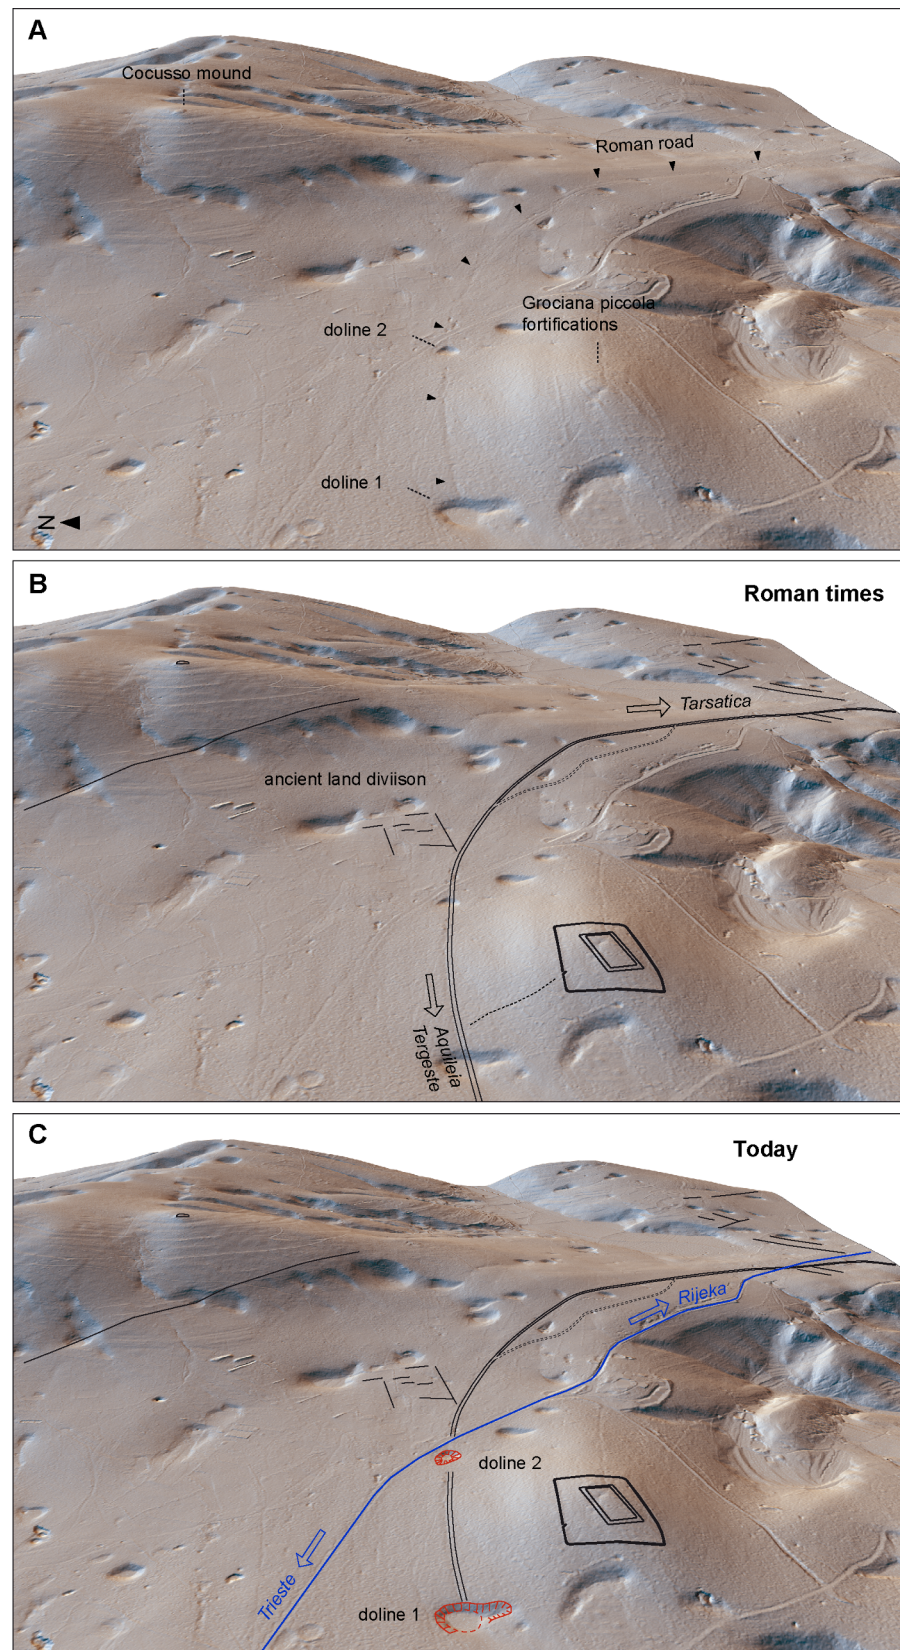 A
Cocusso mound
Roman road
Grociana piccola
fortifications
doline 2
doline 1
N
B
Roman times
Tarsatica
ancient land diviison
Aquileia
Tergeste
C
Today
Rijeka
doline 2
Trieste
doline 1